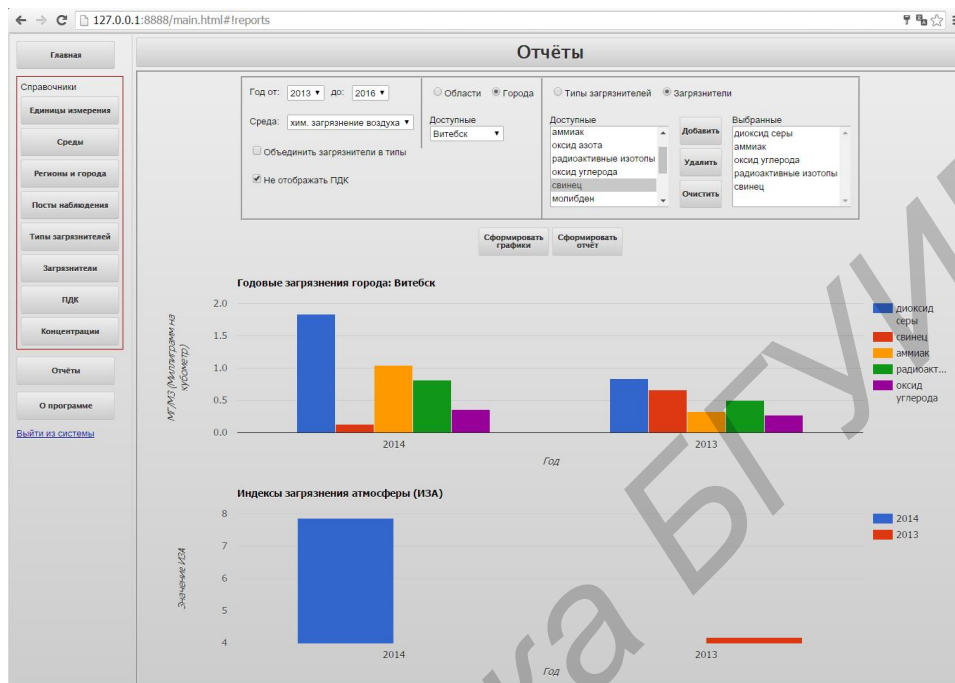 127.0.0.1:8888/main.html#!reports
Главная
Справочники
Единицы измерения
Среды
Регионы и города
Посты наблюдения
Типы загрязнителей
Загрязнители
ПДК
Концентрации
Отчёты
О программе
Выйти из системы
Отчёты
Год от: 2013 до: 2016
Среда: хим. загрязнение воздуха
Объединить загрязнители в типы
Не отображать ПДК
Области Города
Доступные
Витебск
Типы загрязнителей Загрязнители
Доступные
аммиак
оксид азота
радиоактивные изотопы
оксид углерода
свинец
молибден
Добавить
Удалить
Очистить
Выбранные
диоксид серы
аммиак
оксид углерода
радиоактивные изотопы
свинец
Сформировать
графики
Сформировать
отчёт
Годовые загрязнения города: Витебск
МГ/М3 (Миллиграмм на
кубометр)
2.0
1.5
1.0
0.5
0.0
2014
2013
Год
диоксид
серы
свинец
аммиак
радиоакт...
оксид
углерода
Индексы загрязнения атмосферы (ИЗА)
Значение ИЗА
8
7
6
5
4
2014
2013
Год
2014
2013
ка БГУИ